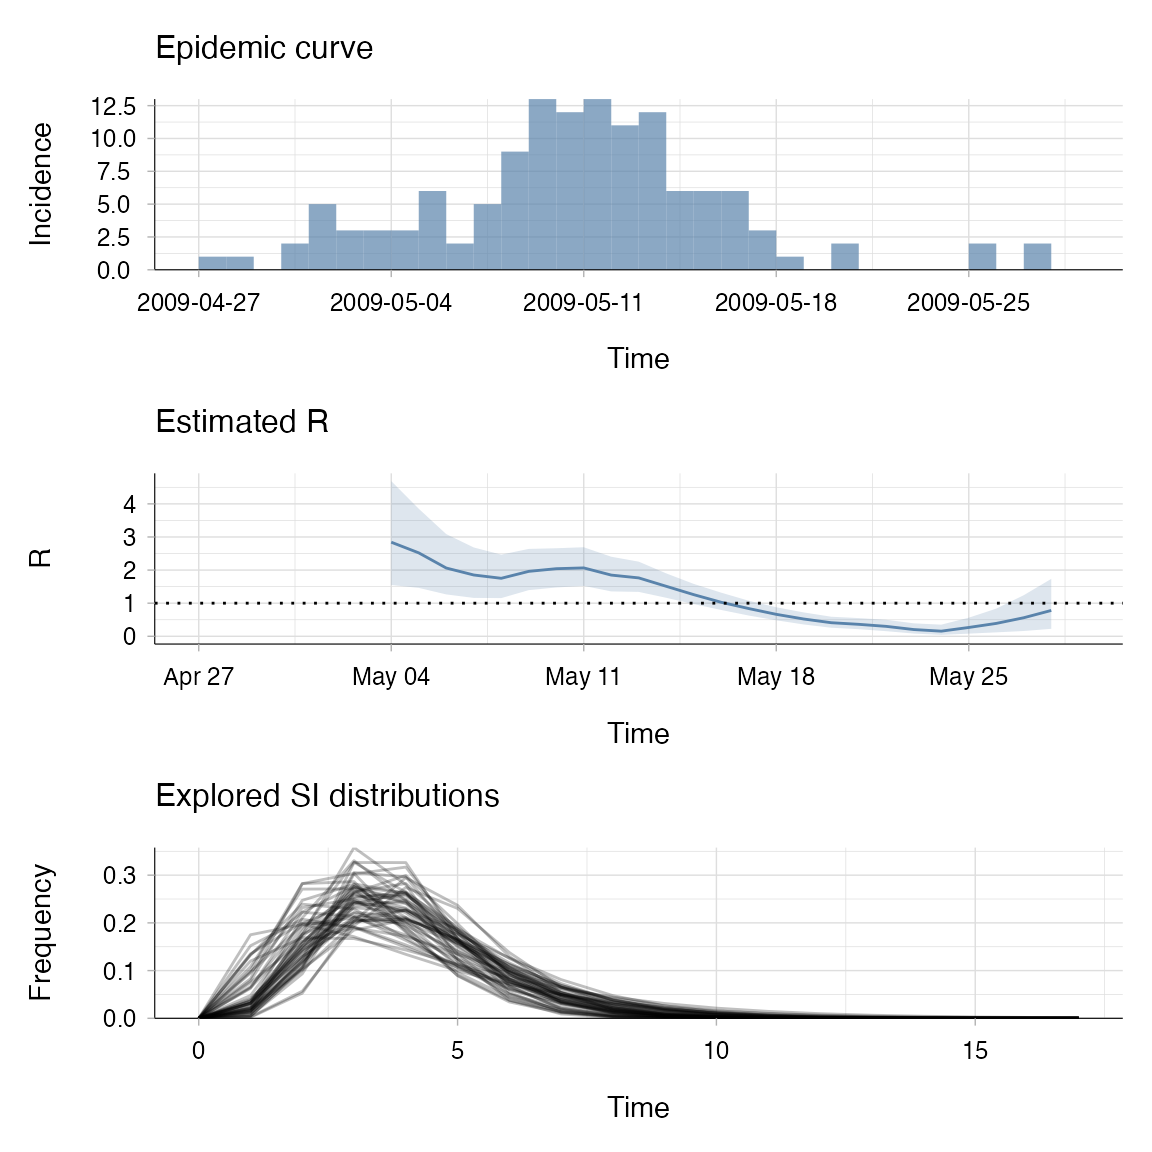 Epidemic curve
Incidence
12.5
10.0
7.5
5.0
2.5
0.0
2009-04-27 2009-05-04 2009-05-11 2009-05-18 2009-05-25
Time
Estimated R
R
4
3
2
1
0
Apr 27 May 04 May 11 May 18 May 25
Time
Explored SI distributions
Frequency
0.3
0.2
0.1
0.0
0 5 10 15
Time